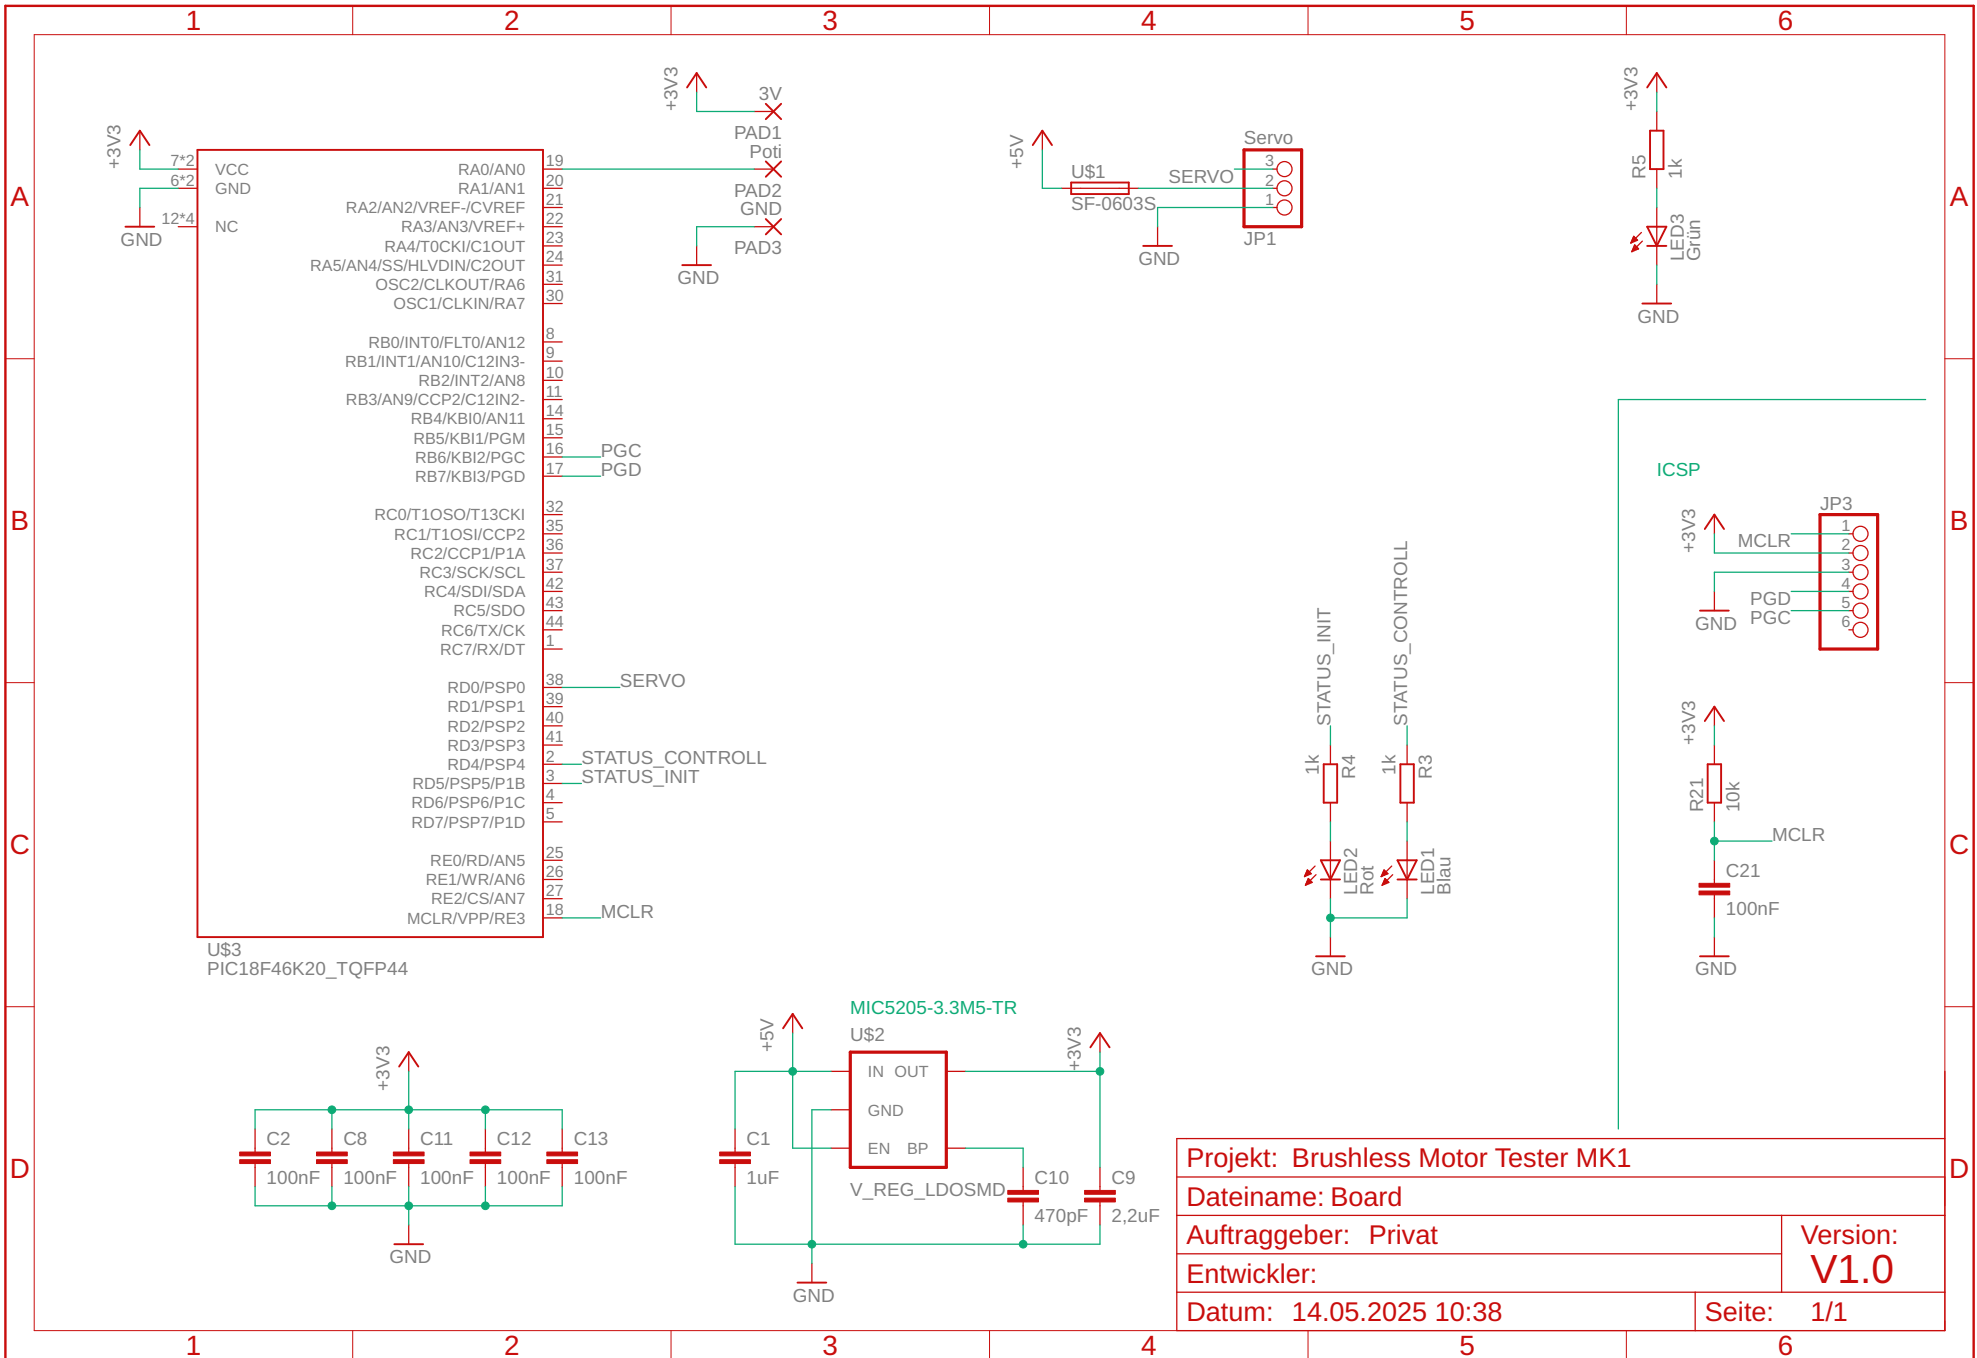 1 2 3 4 5 6
A A
B B
C C
D D
+3V3
GND
7*2 VCC
6*2 GND
12*4 NC
RA0/AN0 19
RA1/AN1 20
RA2/AN2/VREF-/CVREF 21
RA3/AN3/VREF+ 22
RA4/T0CKI/C1OUT 23
RA5/AN4/SS/HLVDIN/C2OUT 24
OSC2/CLKOUT/RA6 31
OSC1/CLKIN/RA7 30
RB0/INT0/FLT0/AN12 8
RB1/INT1/AN10/C12IN3- 9
RB2/INT2/AN8 10
RB3/AN9/CCP2/C12IN2- 11
RB4/KBI0/AN11 14
RB5/KBI1/PGM 15
RB6/KBI2/PGC 16 PGC
RB7/KBI3/PGD 17 PGD
RC0/T1OSO/T13CKI 32
RC1/T1OSI/CCP2 35
RC2/CCP1/P1A 36
RC3/SCK/SCL 37
RC4/SDI/SDA 42
RC5/SDO 43
RC6/TX/CK 44
RC7/RX/DT 1
RD0/PSP0 38 SERVO
RD1/PSP1 39
RD2/PSP2 40
RD3/PSP3 41
RD4/PSP4 2 STATUS_CONTROLL
RD5/PSP5/P1B 3 STATUS_INIT
RD6/PSP6/P1C 4
RD7/PSP7/P1D 5
RE0/RD/AN5 25
RE1/WR/AN6 26
RE2/CS/AN7 27
MCLR/VPP/RE3 18 MCLR
U$3
PIC18F46K20_TQFP44
+3V3
3V
PAD1
Poti
PAD2
GND
PAD3
GND
+5V
U$1
SF-0603S
SERVO
GND
Servo
3
2
1
JP1
+3V3
R5
1k
LED3
Grün
GND
ICSP
JP3
+3V3
MCLR
GND
PGD
PGC
1
2
3
4
5
6
STATUS_INIT
STATUS_CONTROLL
1k R4
1k R3
LED2
Rot
LED1
Blau
GND
+3V3
R21
10k
MCLR
C21
100nF
GND
+3V3
C2 C8 C11 C12 C13
100nF 100nF 100nF 100nF 100nF
GND
MIC5205-3.3M5-TR
U$2
+5V
+3V3
IN OUT
GND
EN BP
V_REG_LDOSMD
C1
1uF
C10
470pF
C9
2,2uF
GND
Projekt: Brushless Motor Tester MK1
Dateiname: Board
Auftraggeber: Privat
Entwickler:
Version:
V1.0
Datum: 14.05.2025 10:38
Seite: 1/1
1 2 3 4 5 6